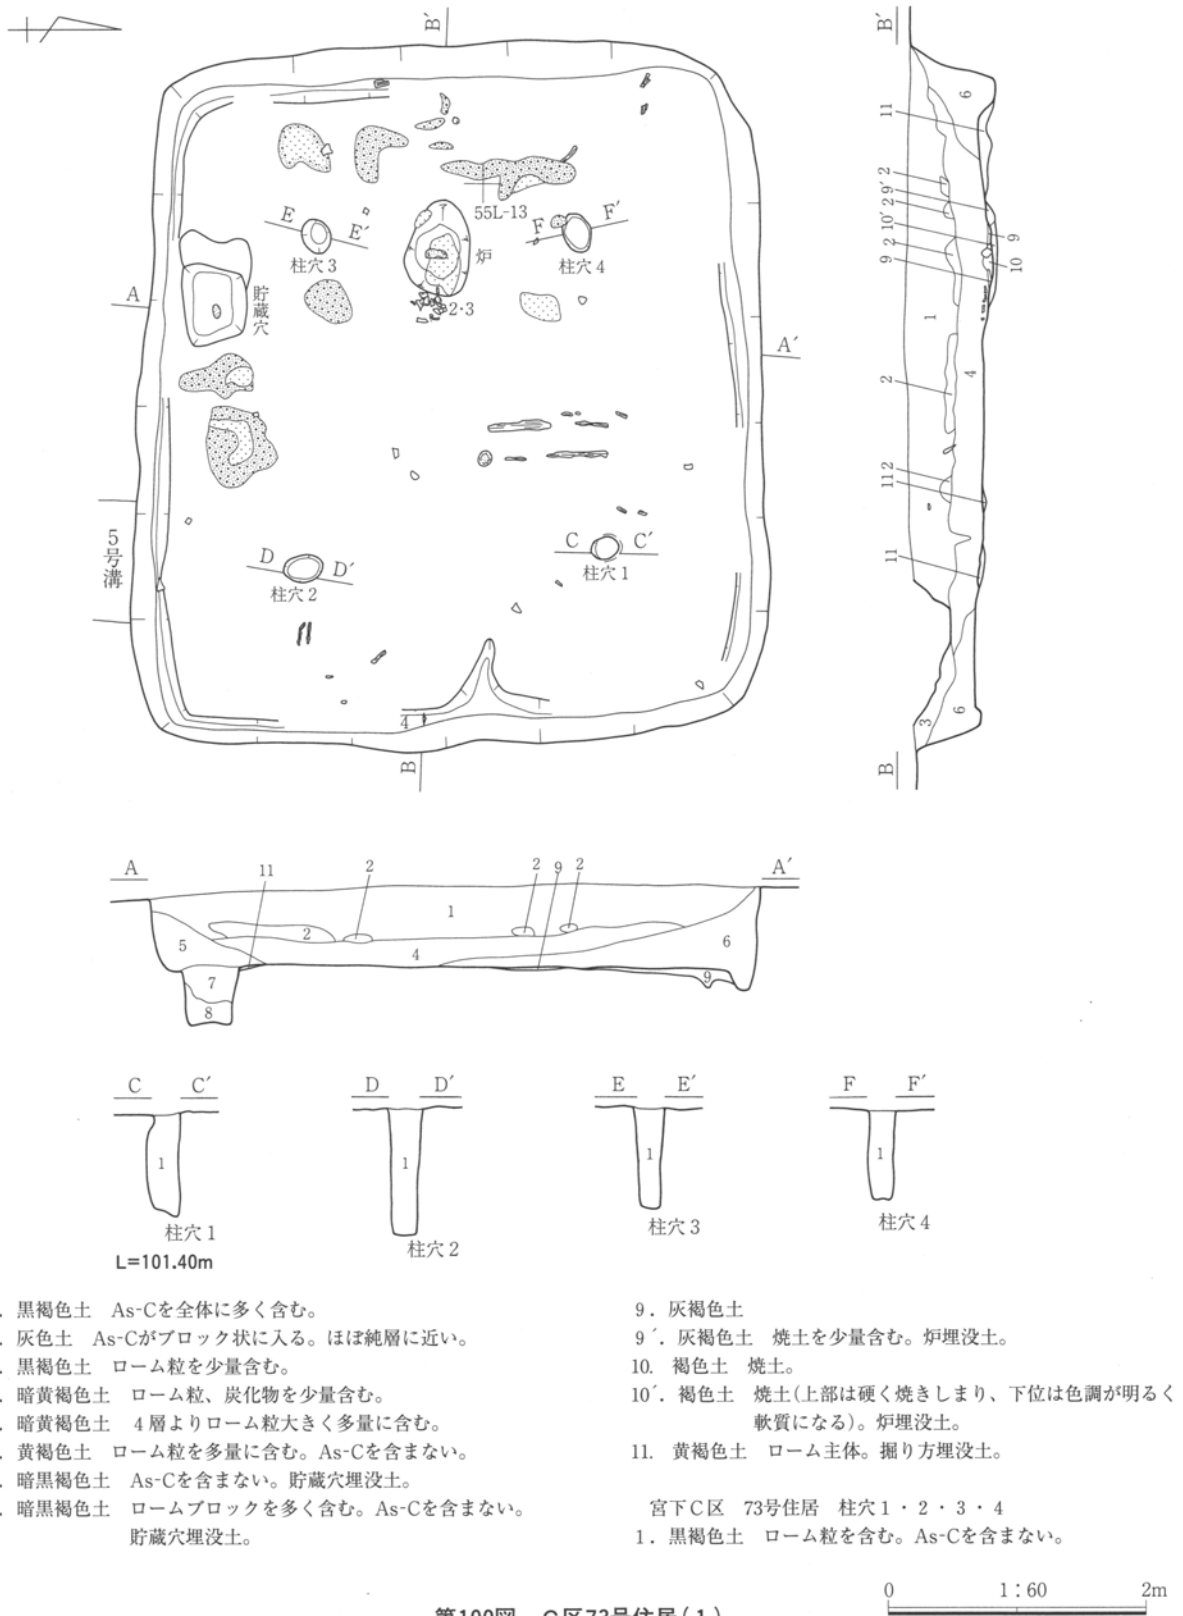 B′
B′
6
11
55L-13
E
E′
柱穴3
炉
F
F′
柱穴4
2
9′
2
10′
2
9
9
10
A
貯蔵穴
2・3
A′
1
2
4
112
5号溝
D
D′
柱穴2
C
C′
柱穴1
11
4
B
3
6
B
A
11
2
2
9
2
A′
1
2
5
4
6
7
8
9
C
C′
D
D′
E
E′
F
F′
1
1
1
1
柱穴1
柱穴2
柱穴3
柱穴4
L=101.40m
. 黒褐色土 As-Cを全体に多く含む。
. 灰色土 As-Cがブロック状に入る。ほぼ純層に近い。
. 黒褐色土 ローム粒を少量含む。
. 暗黄褐色土 ローム粒、炭化物を少量含む。
. 暗黄褐色土 4層よりローム粒大きく多量に含む。
. 黄褐色土 ローム粒を多量に含む。As-Cを含まない。
. 暗黒褐色土 As-Cを含まない。貯蔵穴埋没土。
. 暗黒褐色土 ロームブロックを多く含む。As-Cを含まない。
貯蔵穴埋没土。
9. 灰褐色土
9′. 灰褐色土 焼土を少量含む。炉埋没土。
10. 褐色土 焼土。
10′. 褐色土 焼土(上部は硬く焼きしまり、下位は色調が明るく
軟質になる)。炉埋没土。
11. 黄褐色土 ローム主体。掘り方埋没土。
宮下C区 73号住居 柱穴1・2・3・4
1. 黒褐色土 ローム粒を含む。As-Cを含まない。
0 1:60 2m
第100図 C区73号住居(1)